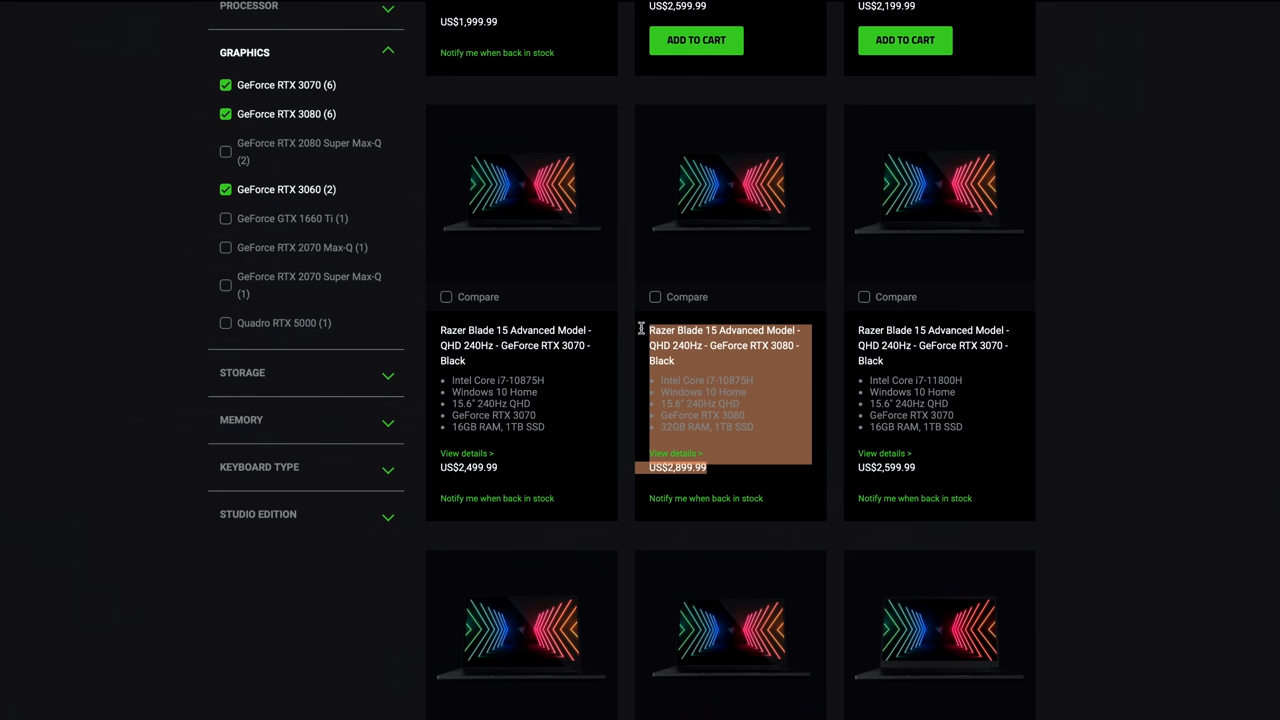 PROCESSOR
GRAPHICS
GeForce RTX 3070 (6)
GeForce RTX 3080 (6)
GeForce RTX 2080 Super Max-Q
(2)
GeForce RTX 3060 (2)
GeForce GTX 1660 Ti (1)
GeForce RTX 2070 Max-Q (1)
GeForce RTX 2070 Super Max-Q
(1)
Quadro RTX 5000 (1)
STORAGE
MEMORY
KEYBOARD TYPE
STUDIO EDITION
US$1,999.99
Notify me when back in stock
US$2,599.99
ADD TO CART
US$2,199.99
ADD TO CART
Compare
Razer Blade 15 Advanced Model -
QHD 240Hz - GeForce RTX 3070 -
Black
Intel Core i7-10875H
Windows 10 Home
15.6" 240Hz QHD
GeForce RTX 3070
16GB RAM, 1TB SSD
View details >
US$2,499.99
Notify me when back in stock
Compare
Razer Blade 15 Advanced Model -
QHD 240Hz - GeForce RTX 3080 -
Black
Intel Core i7-10875H
Windows 10 Home
15.6" 240Hz QHD
GeForce RTX 3080
32GB RAM, 1TB SSD
View details >
US$2,899.99
Notify me when back in stock
Compare
Razer Blade 15 Advanced Model -
QHD 240Hz - GeForce RTX 3070 -
Black
Intel Core i7-11800H
Windows 10 Home
15.6" 240Hz QHD
GeForce RTX 3070
16GB RAM, 1TB SSD
View details >
US$2,599.99
Notify me when back in stock